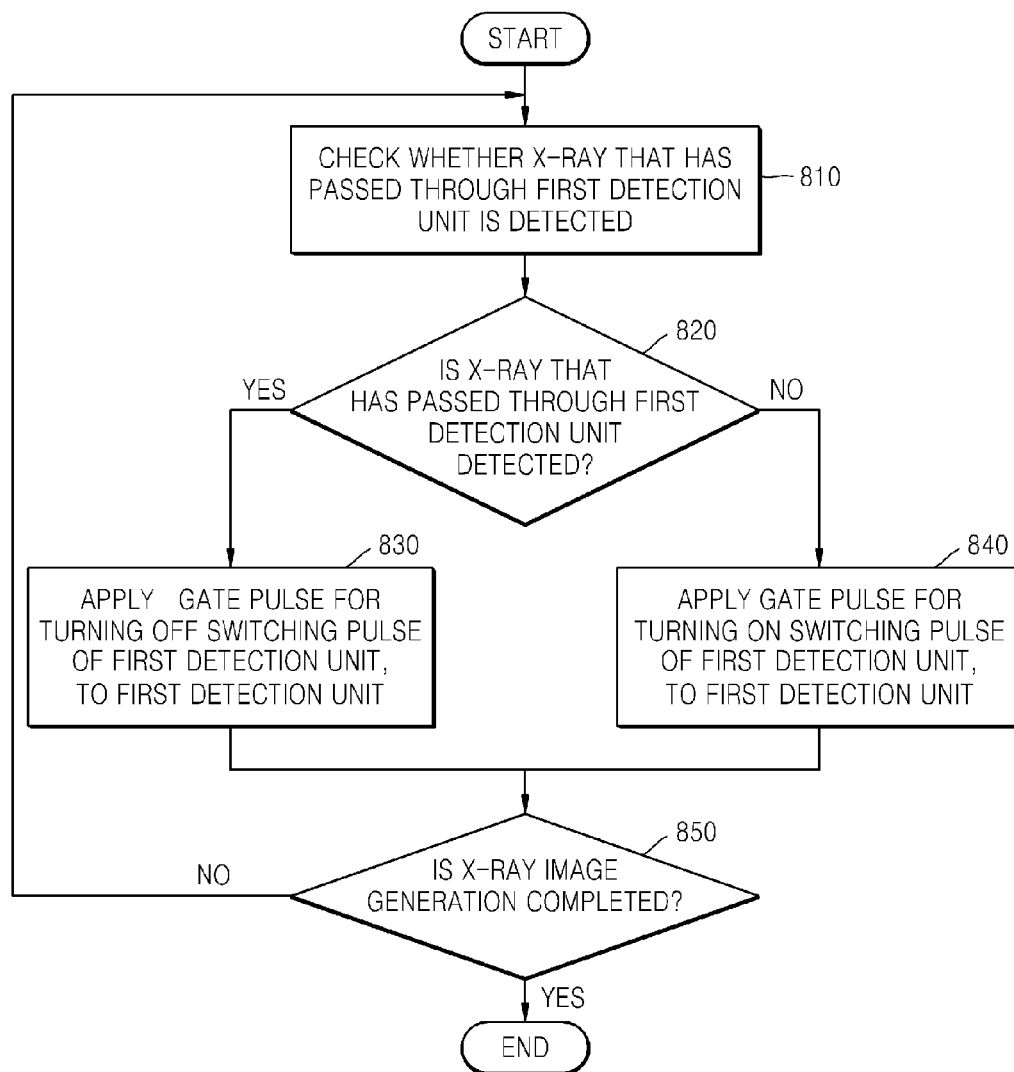 START
CHECK WHETHER X-RAY THAT HAS
PASSED THROUGH FIRST DETECTION
UNIT IS DETECTED
810
820
IS X-RAY THAT
HAS PASSED THROUGH FIRST
DETECTION UNIT
DETECTED?
YES
NO
830
APPLY GATE PULSE FOR
TURNING OFF SWITCHING PULSE
OF FIRST DETECTION UNIT,
TO FIRST DETECTION UNIT
840
APPLY GATE PULSE FOR
TURNING ON SWITCHING PULSE
OF FIRST DETECTION UNIT,
TO FIRST DETECTION UNIT
850
IS X-RAY IMAGE
GENERATION COMPLETED?
NO
YES
END